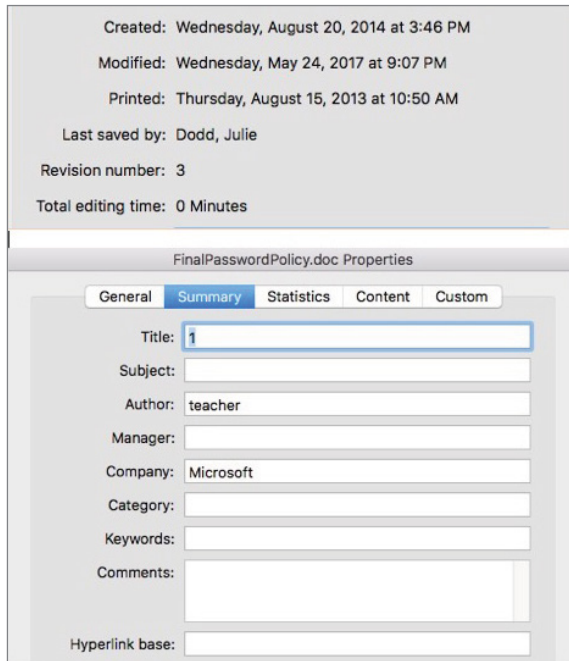 Created: Wednesday, August 20, 2014 at 3:46 PM
Modified: Wednesday, May 24, 2017 at 9:07 PM
Printed: Thursday, August 15, 2013 at 10:50 AM
Last saved by: Dodd, Julie
Revision number: 3
Total editing time: 0 Minutes
FinalPasswordPolicy.doc Properties
General Summary Statistics Content Custom
Title: 1
Subject:
Author: teacher
Manager:
Company: Microsoft
Category:
Keywords:
Comments:
Hyperlink base: